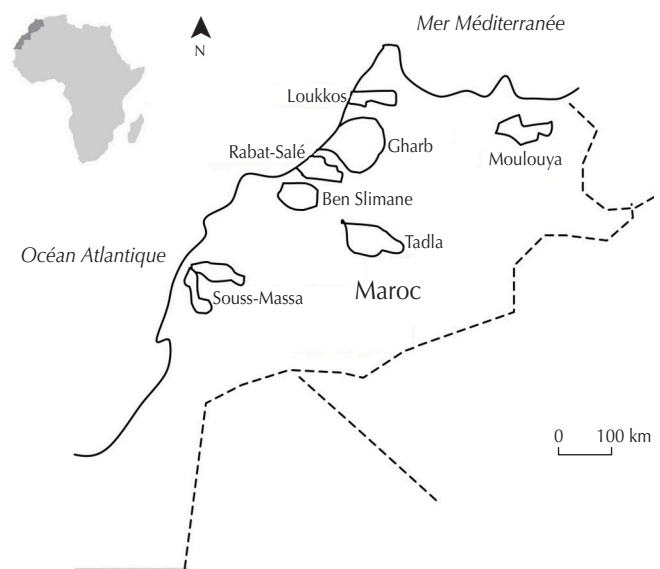 Mer Méditerranée
N
Loukkos
Gharb
Moulouya
Rabat-Salé
Ben Slimane
Tadla
Océan Atlantique
Souss-Massa
Maroc
0 100 km